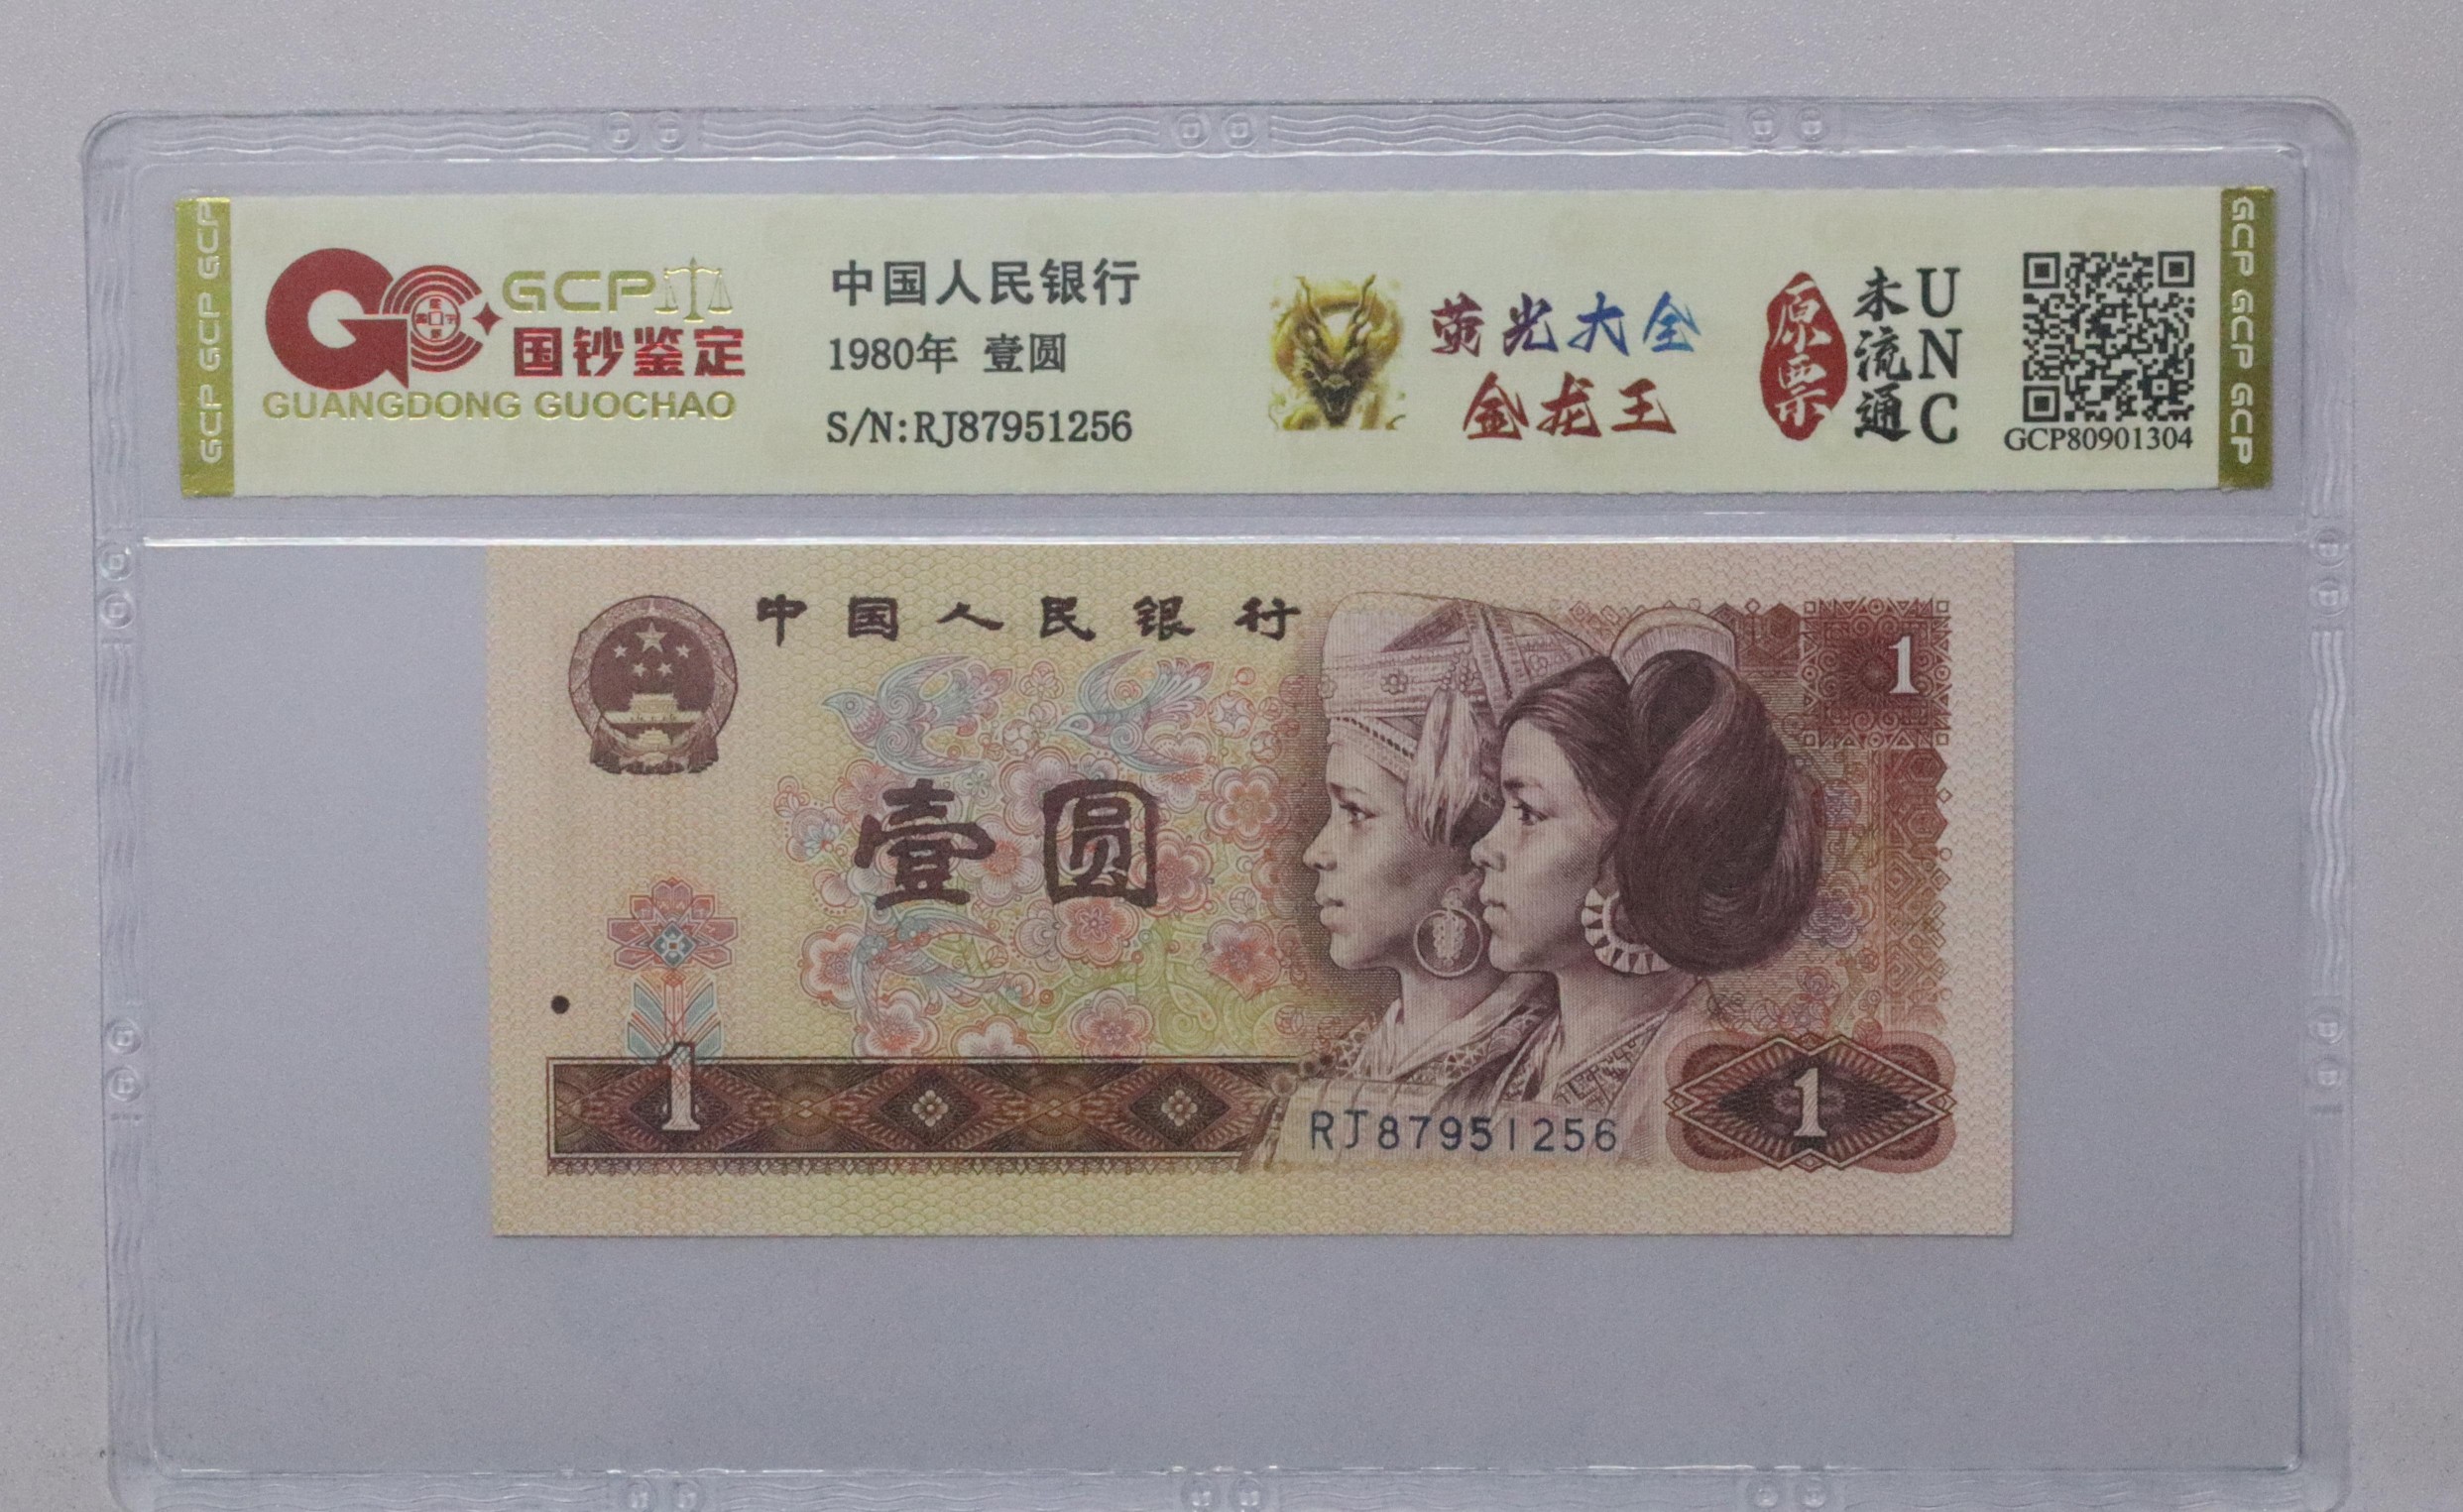 GCP GCP GCP
GCP
国钞鉴定
GUANGDONG GUOCHAO
中国人民银行
1980年 壹圆
S/N:RJ87951256
荧光大全
金龙王
原票
未流通
UNC
GCP80901304
GCP GCP GCP
中国人民银行
1
壹圆
1
RJ87951256
1